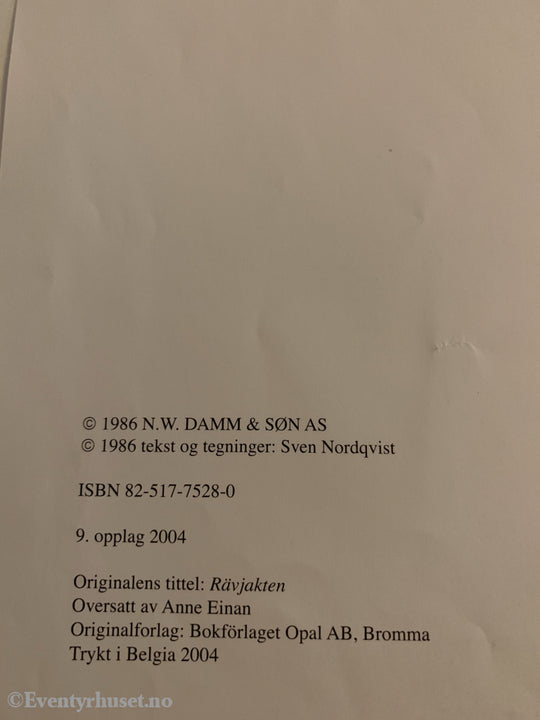 © 1986 N.W. DAMM & SØN AS
© 1986 tekst og tegninger: Sven Nordqvist
ISBN 82-517-7528-0
9. opplag 2004
Originalens tittel: Rävjakten
Oversatt av Anne Einan
Originalforlag: Bokförlaget Opal AB, Bromma
Trykt i Belgia 2004
©Eventyrhuset.no